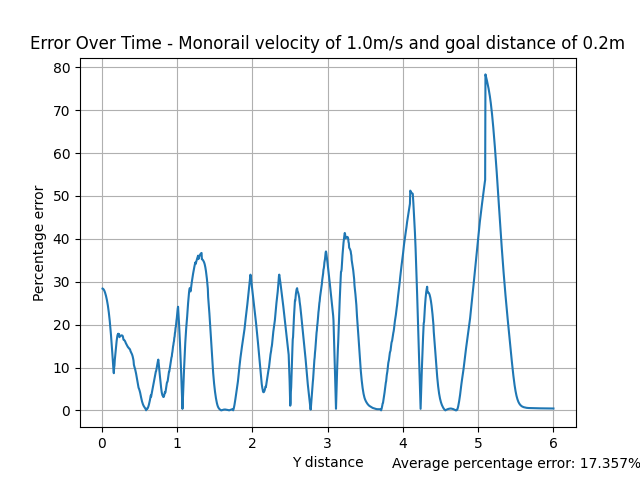 Error Over Time - Monorail velocity of 1.0m/s and goal distance of 0.2m
80
70
60
50
40
30
20
10
0
Percentage error
0 1 2 3 4 5 6
Y distance
Average percentage error: 17.357%